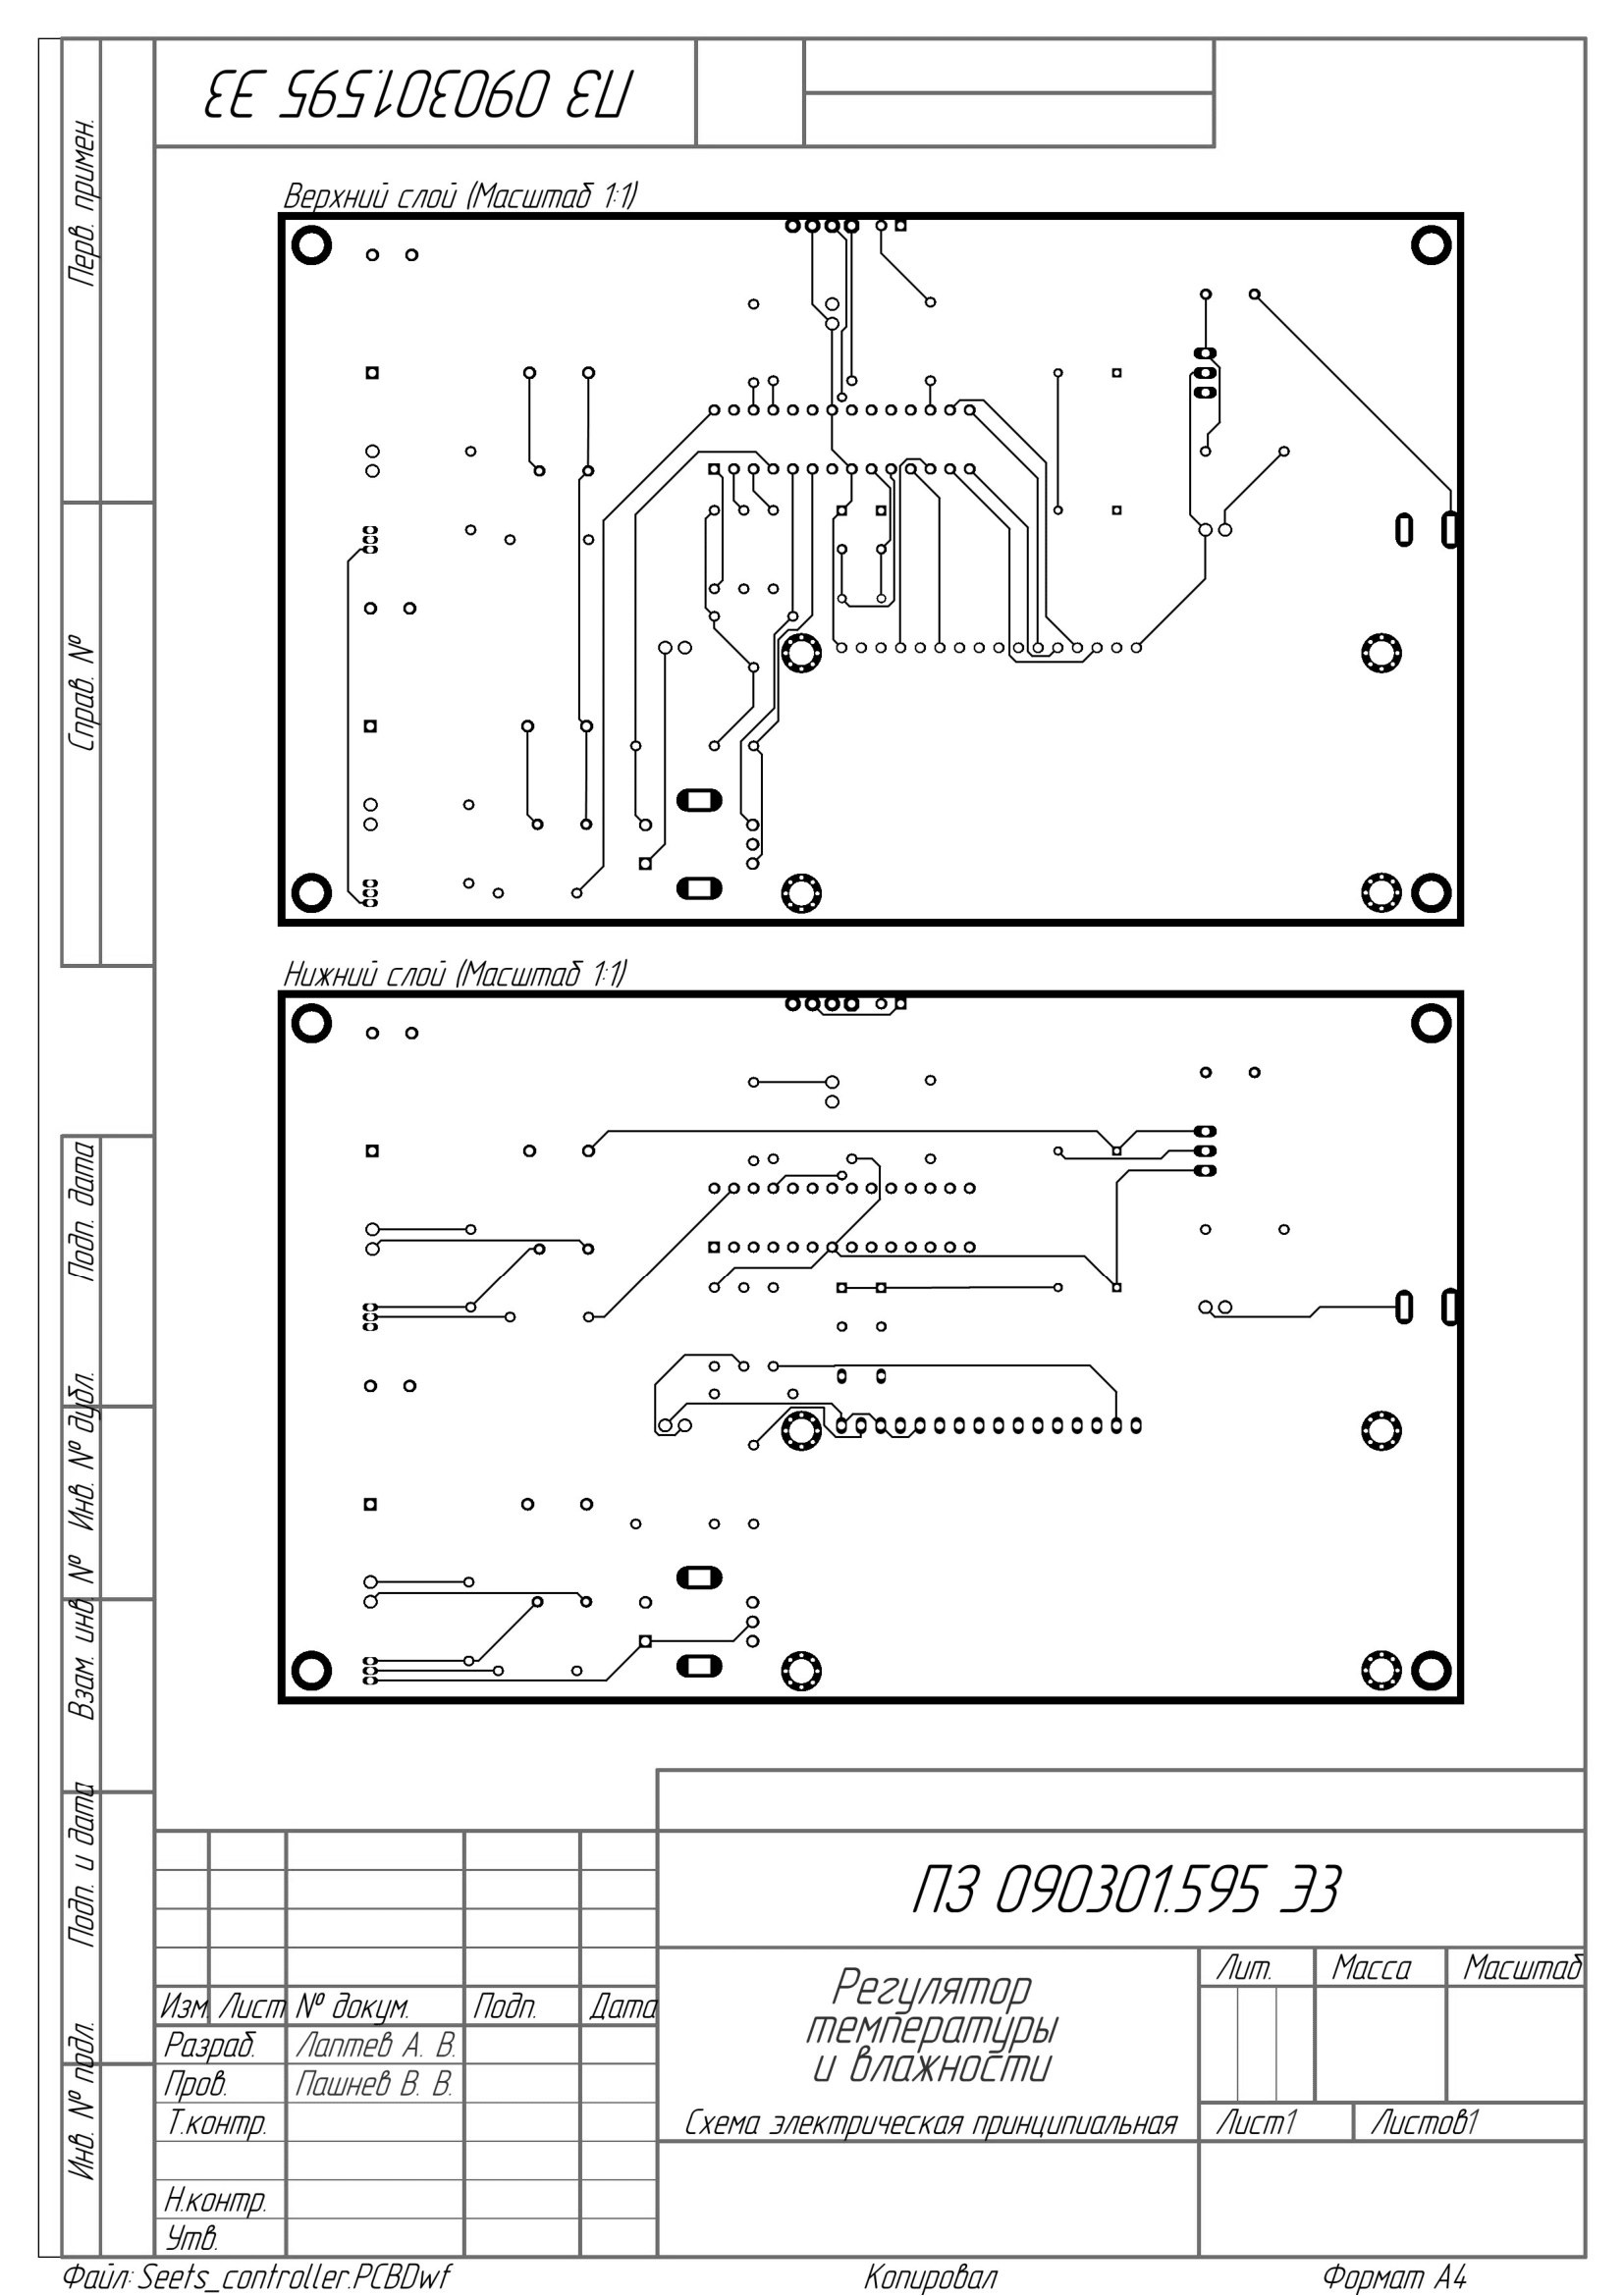 ПЗ 090301.595 ЭЗ
Верхний слой (Масштаб 1:1)
Нижний слой (Масштаб 1:1)
Перв. примен.
Справ. №
Подп. дата
Инв. № дубл.
Взам. инв. №
Подп. и дата
Инв. № подл.
ПЗ 090301.595 ЭЗ
Изм Лист № докум. Подп. Дата
Разраб. Лаптев А. В.
Пров. Пашнев В. В.
Т.контр.
Н.контр.
Утв.
Регулятор
температуры
и влажности
Схема электрическая принципиальная
Лит. Масса Масштаб
Лист1 Листов1
Файл: Seets_controller.PCBDwf Копировал Формат А4